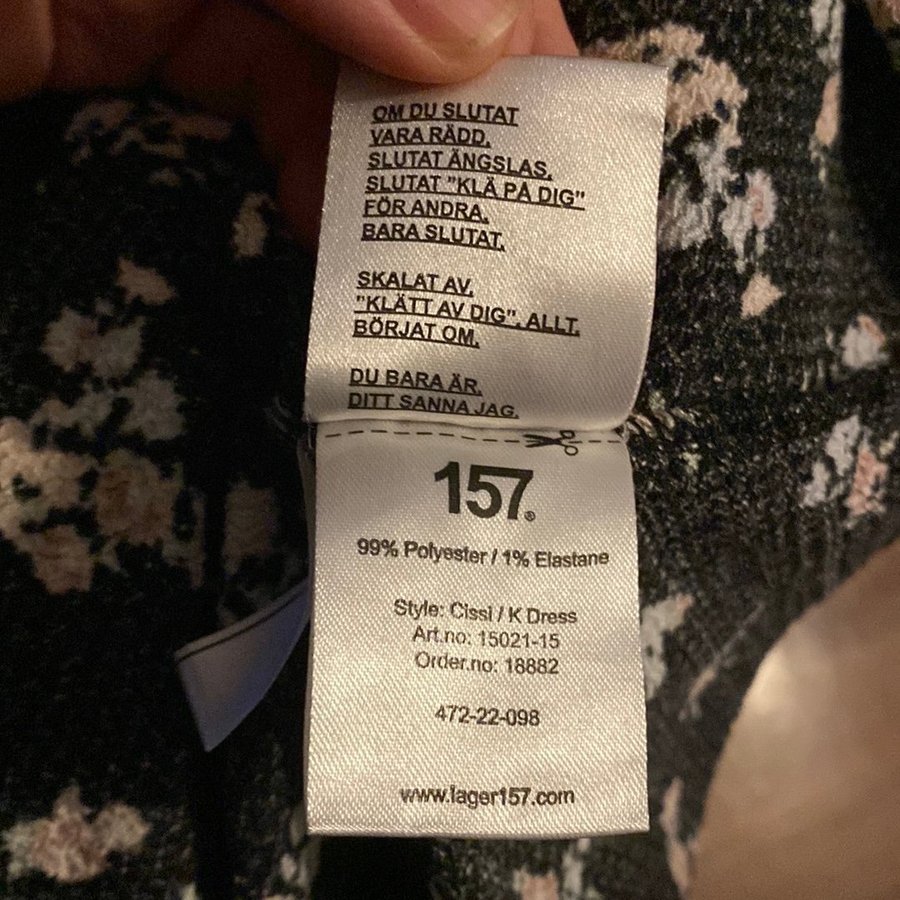 OM DU SLUTAT
VARA RÄDD,
SLUTAT ÄNGSLAS,
SLUTAT "KLÄ PÅ DIG"
FÖR ANDRA.
BARA SLUTAT.
SKALAT AV.
"KLÄTT AV DIG". ALLT.
BÖRJAT OM.
DU BARA ÄR.
DITT SANNA JAG.
157®
99% Polyester / 1% Elastane
Style: Cissi / K Dress
Art.no: 15021-15
Order.no: 18882
472-22-098
www.lager157.com